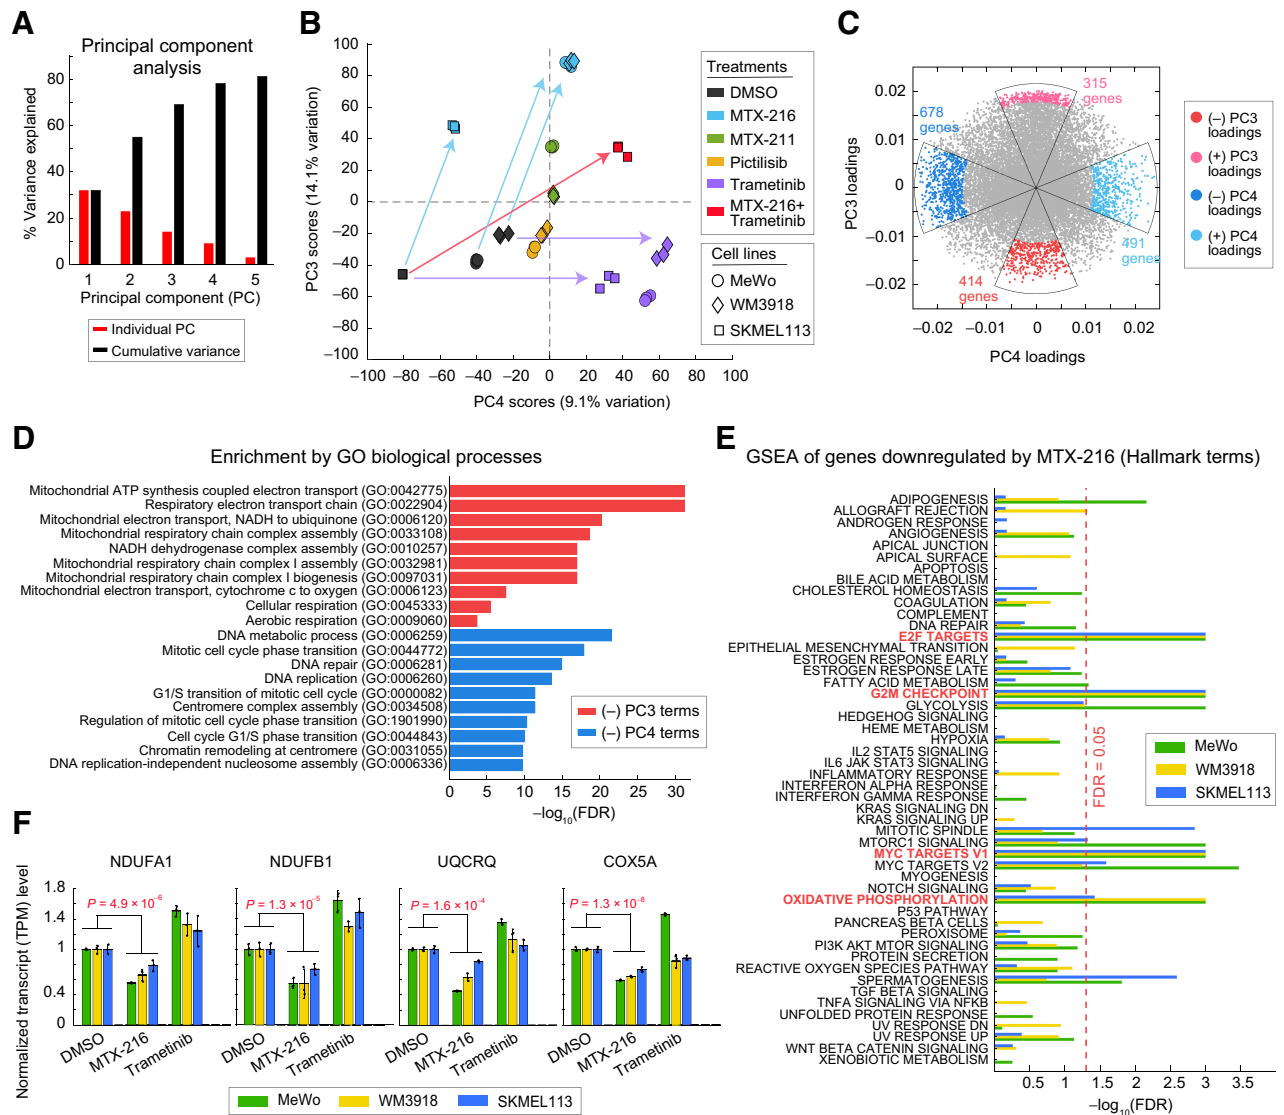 A
Principal component
analysis
% Variance explained
80
60
40
20
0
1 2 3 4 5
Principal component (PC)
Individual PC
Cumulative variance
B
PC3 scores (14.1% variation)
100
80
60
40
20
0
−20
−40
−60
−80
−100
−100 −80 −60 −40 −20 0 20 40 60 80 100
PC4 scores (9.1% variation)
Treatments
DMSO
MTX-216
MTX-211
Pictilisib
Trametinib
MTX-216+
Trametinib
Cell lines
MeWo
WM3918
SKMEL113
C
PC3 loadings
0.02
0.01
0
−0.01
−0.02
−0.02 −0.01 0 0.01 0.02
PC4 loadings
315
genes
678
genes
491
genes
414
genes
(−) PC3
loadings
(+) PC3
loadings
(−) PC4
loadings
(+) PC4
loadings
D
Enrichment by GO biological processes
Mitochondrial ATP synthesis coupled electron transport (GO:0042775)
Respiratory electron transport chain (GO:0022904)
Mitochondrial electron transport, NADH to ubiquinone (GO:0006120)
Mitochondrial respiratory chain complex assembly (GO:0033108)
NADH dehydrogenase complex assembly (GO:0010257)
Mitochondrial respiratory chain complex I assembly (GO:0032981)
Mitochondrial respiratory chain complex I biogenesis (GO:0097031)
Mitochondrial electron transport, cytochrome c to oxygen (GO:0006123)
Cellular respiration (GO:0045333)
Aerobic respiration (GO:0009060)
DNA metabolic process (GO:0006259)
Mitotic cell cycle phase transition (GO:0044772)
DNA repair (GO:0006281)
DNA replication (GO:0006260)
G1/S transition of mitotic cell cycle (GO:0000082)
Centromere complex assembly (GO:0034508)
Regulation of mitotic cell cycle phase transition (GO:1901990)
Cell cycle G1/S phase transition (GO:0044843)
Chromatin remodeling at centromere (GO:0031055)
DNA replication-independent nucleosome assembly (GO:0006336)
0 5 10 15 20 25 30
−log10(FDR)
(−) PC3 terms
(−) PC4 terms
E
GSEA of genes downregulated by MTX-216 (Hallmark terms)
ADIPOGENESIS
ALLOGRAFT REJECTION
ANDROGEN RESPONSE
ANGIOGENESIS
APICAL JUNCTION
APICAL SURFACE
APOPTOSIS
BILE ACID METABOLISM
CHOLESTEROL HOMEOSTASIS
COAGULATION
COMPLEMENT
DNA REPAIR
E2F TARGETS
EPITHELIAL MESENCHYMAL TRANSITION
ESTROGEN RESPONSE EARLY
ESTROGEN RESPONSE LATE
FATTY ACID METABOLISM
G2M CHECKPOINT
GLYCOLYSIS
HEDGEHOG SIGNALING
HEME METABOLISM
HYPOXIA
IL2 STAT5 SIGNALING
IL6 JAK STAT3 SIGNALING
INFLAMMATORY RESPONSE
INTERFERON ALPHA RESPONSE
INTERFERON GAMMA RESPONSE
KRAS SIGNALING DN
KRAS SIGNALING UP
MITOTIC SPINDLE
MTORC1 SIGNALING
MYC TARGETS V1
MYC TARGETS V2
MYOGENESIS
NOTCH SIGNALING
OXIDATIVE PHOSPHORYLATION
P53 PATHWAY
PANCREAS BETA CELLS
PEROXISOME
PI3K AKT MTOR SIGNALING
PROTEIN SECRETION
REACTIVE OXYGEN SPECIES PATHWAY
SPERMATOGENESIS
TGF BETA SIGNALING
TNFA SIGNALING VIA NFKB
UNFOLDED PROTEIN RESPONSE
UV RESPONSE DN
UV RESPONSE UP
WNT BETA CATENIN SIGNALING
XENOBIOTIC METABOLISM
FDR = 0.05
MeWo
WM3918
SKMEL113
0.5 1 1.5 2 2.5 3 3.5
−log10(FDR)
F
Normalized transcript (TPM) level
1.8
1.4
1
0.4
0
NDUFA1
P = 4.9 × 10−6
DMSO
MTX-216
Trametinib
NDUFB1
P = 1.3 × 10−5
DMSO
MTX-216
Trametinib
UQCRQ
P = 1.6 × 10−4
DMSO
MTX-216
Trametinib
COX5A
P = 1.3 × 10−8
DMSO
MTX-216
Trametinib
MeWo
WM3918
SKMEL113